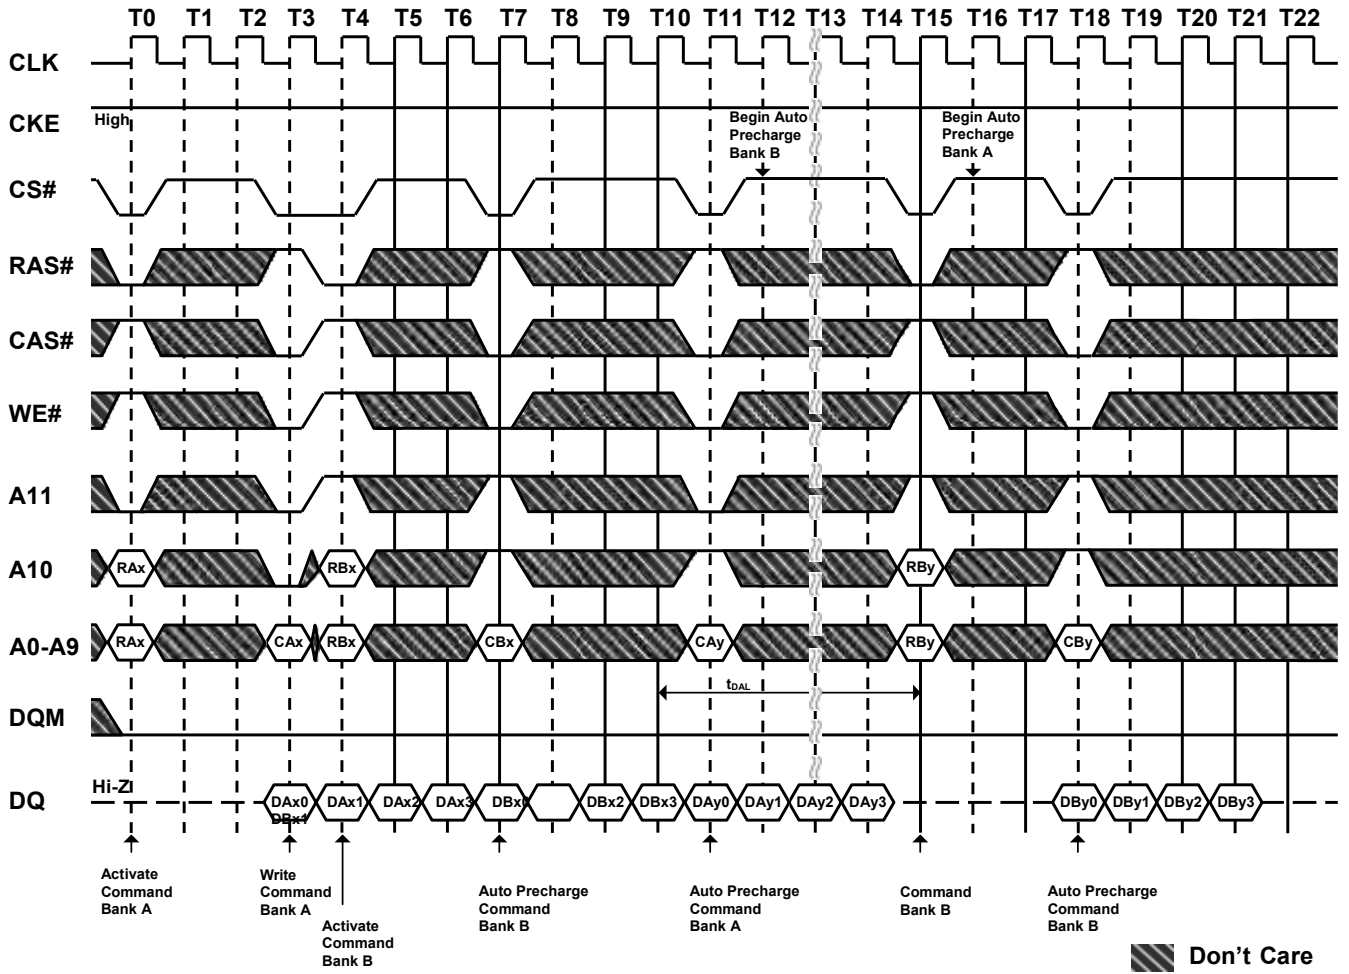 T0 T1 T2 T3 T4 T5 T6 T7 T8 T9 T10 T11 T12 T13 T14 T15 T16 T17 T18 T19 T20 T21 T22
CLK
CKE
High
Begin Auto
Precharge
Bank B
Begin Auto
Precharge
Bank A
CS#
RAS#
CAS#
WE#
A11
A10
RAx RBx RBy
A0-A9
RAx CAx RBx CBx CAy RBy CBy
tDAL
DQM
DQ
Hi-Z
DAx0 DAx1 DAx2 DAx3 DBx0 DBx2 DBx3 DAy0 DAy1 DAy2 DAy3 DBy0 DBy1 DBy2 DBy3
DBx1
Activate
Command
Bank A
Write
Command
Bank A
Activate
Command
Bank B
Auto Precharge
Command
Bank B
Auto Precharge
Command
Bank A
Command
Bank B
Auto Precharge
Command
Bank B
Don't Care